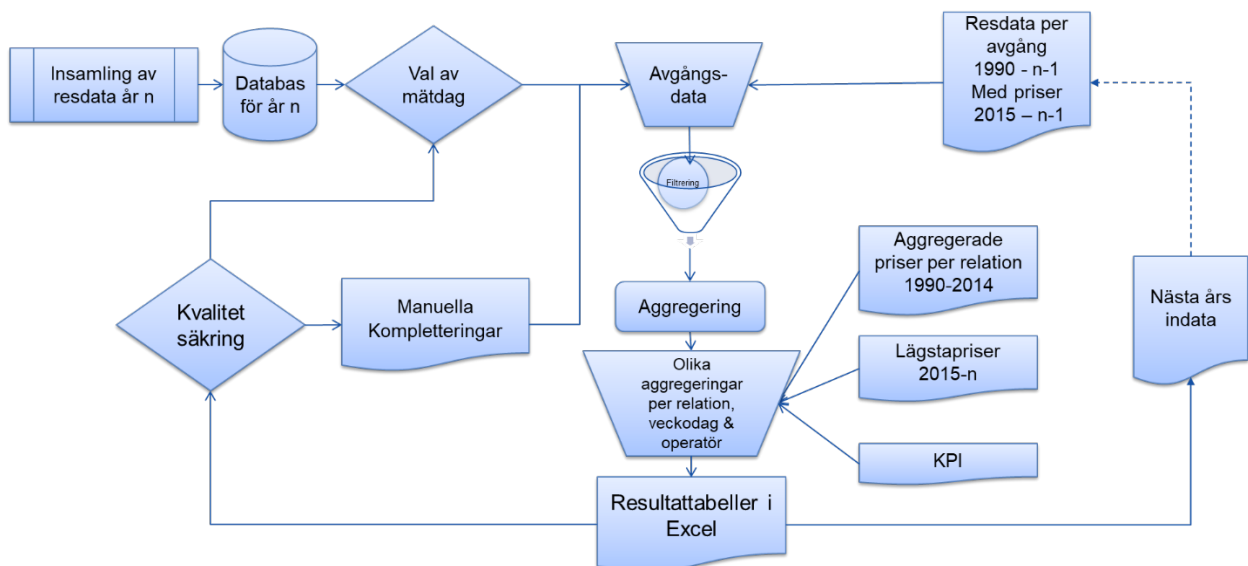 Insamling av
resdata år n
Databas
för år n
Val av
mätdag
Avgångs-
data
Resdata per
avgång
1990 - n-1
Med priser
2015 – n-1
Filtrering
Aggregerade
priser per relation
1990-2014
Aggregering
Kvalitet
säkring
Manuella
Kompletteringar
Nästa års
indata
Lägstapriser
2015-n
Olika
aggregeringar
per relation,
veckodag &
operatör
KPI
Resultattabeller i
Excel